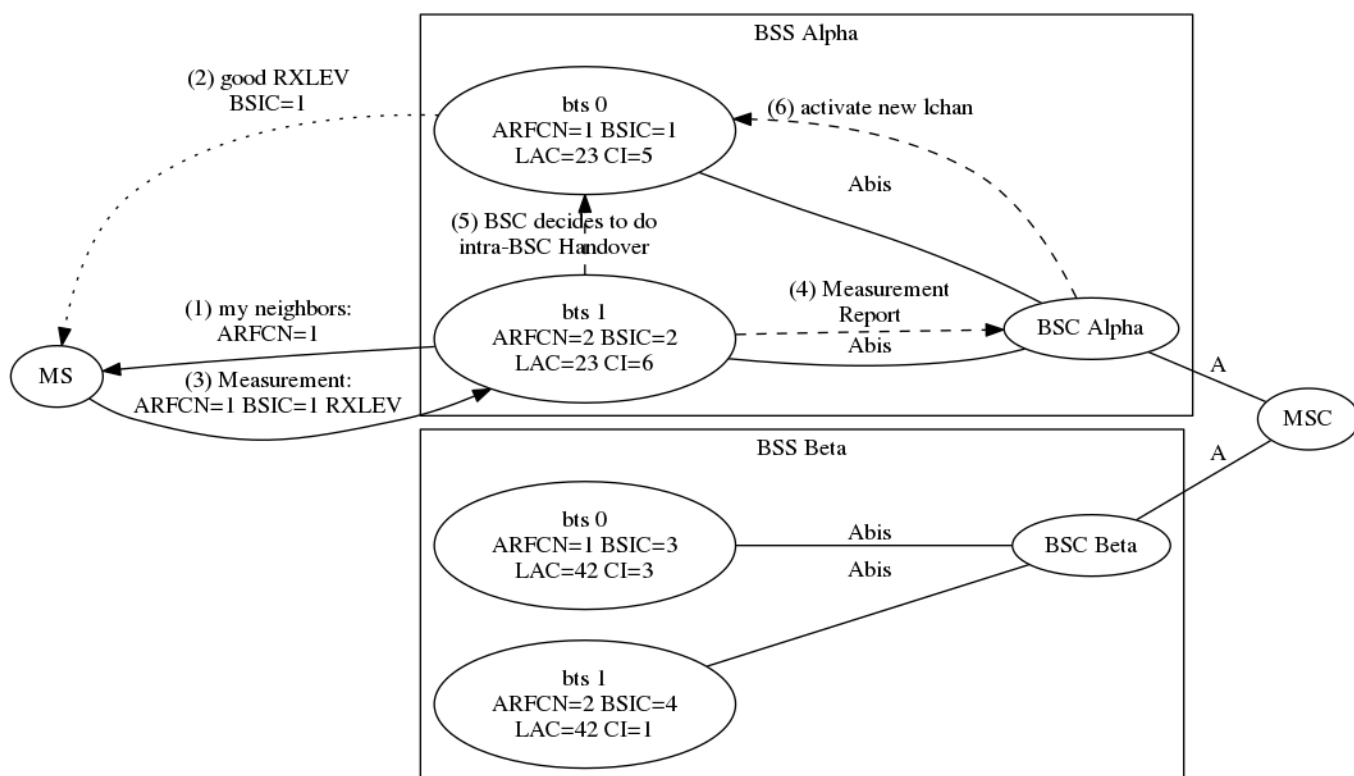 BSS Alpha
(2) good RXLEV
BSIC=1
bts 0
ARFCN=1 BSIC=1
LAC=23 CI=5
(6) activate new lchan
Abis
(5) BSC decides to do
intra-BSC Handover
(1) my neighbors:
ARFCN=1
bts 1
ARFCN=2 BSIC=2
LAC=23 CI=6
(4) Measurement
Report
Abis
BSC Alpha
MS
(3) Measurement:
ARFCN=1 BSIC=1 RXLEV
A
MSC
A
BSS Beta
bts 0
ARFCN=1 BSIC=3
LAC=42 CI=3
Abis
Abis
BSC Beta
bts 1
ARFCN=2 BSIC=4
LAC=42 CI=1